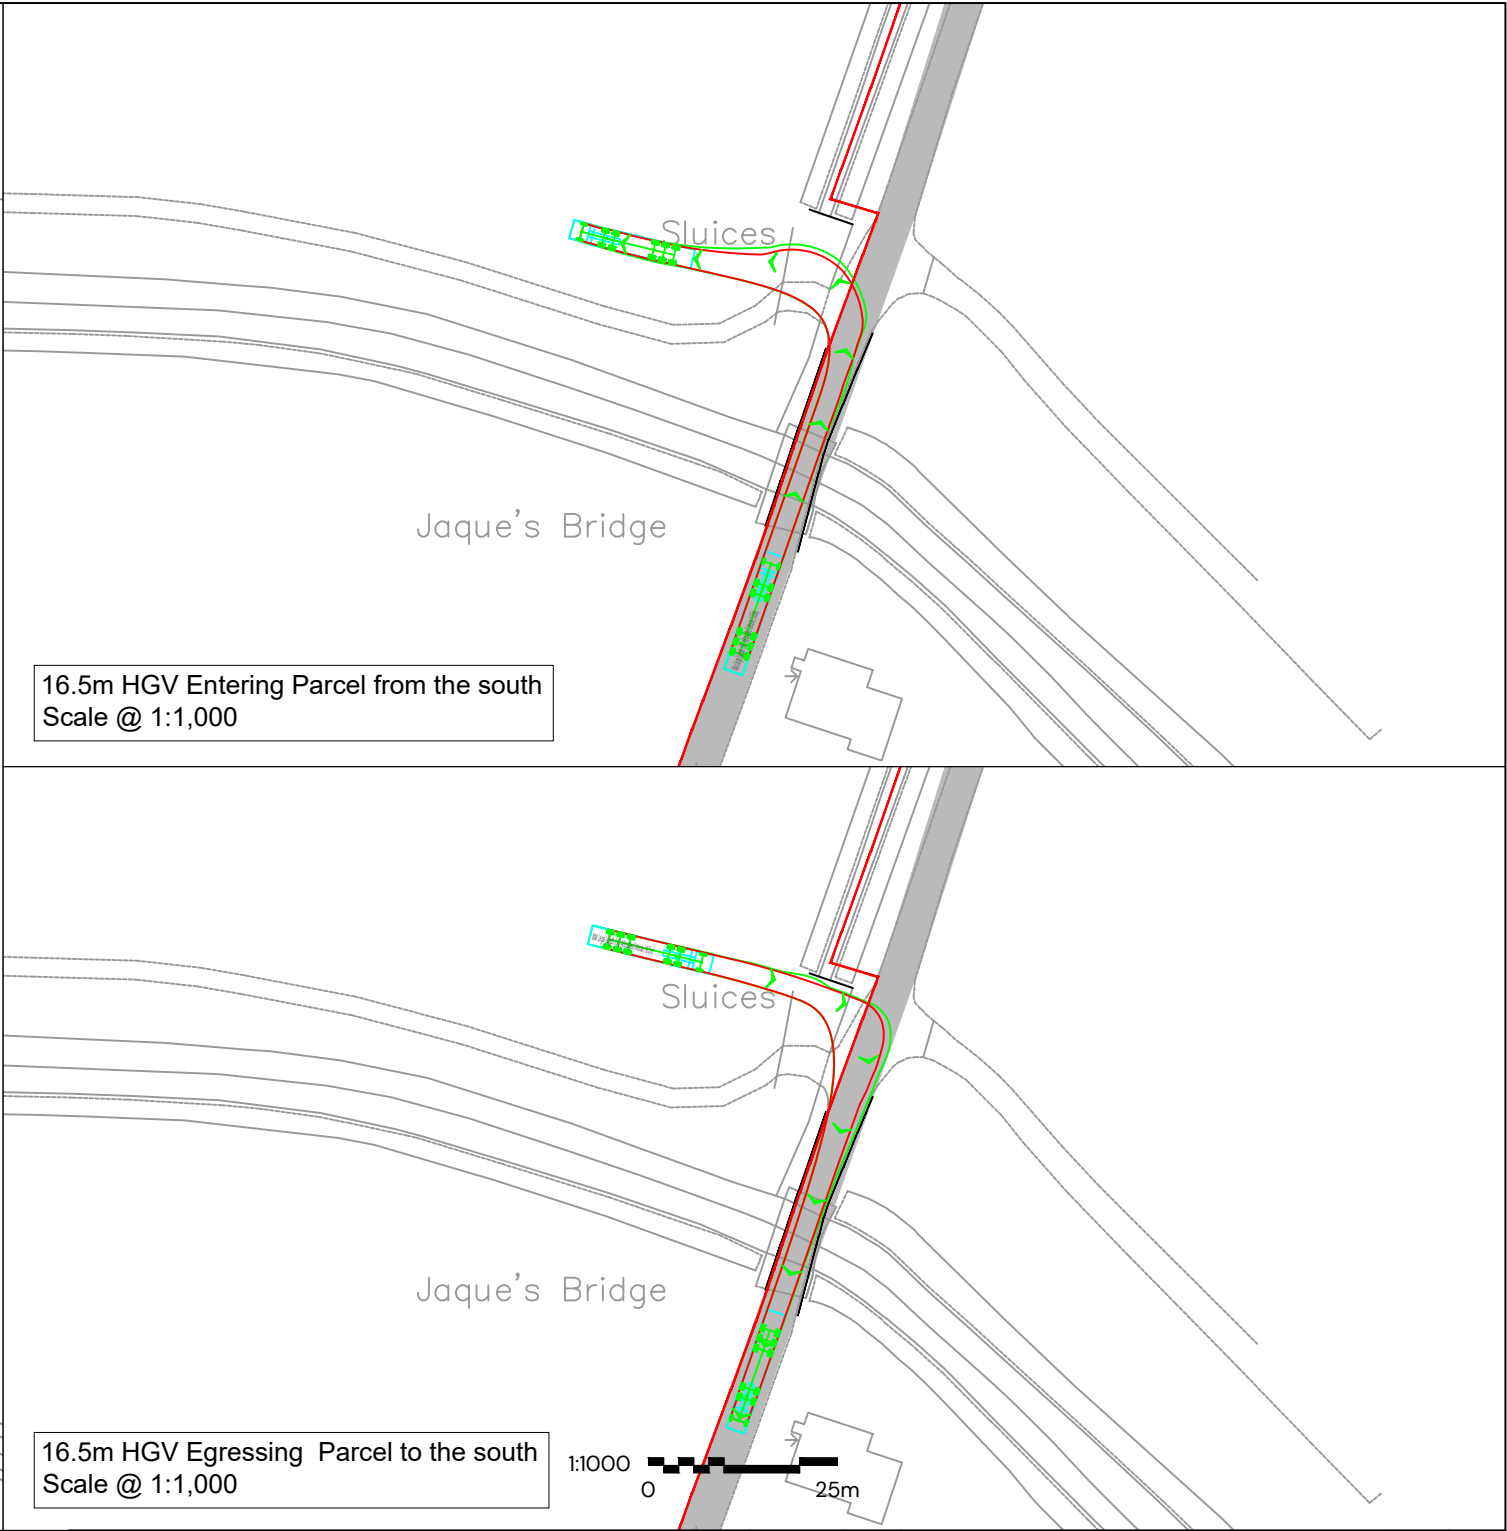 Sluices
Jaque's Bridge
16.5m HGV Entering Parcel from the south
Scale @ 1:1,000
Sluices
Jaque's Bridge
16.5m HGV Egressing  Parcel to the south
Scale @ 1:1,000
1:1000
0 25m